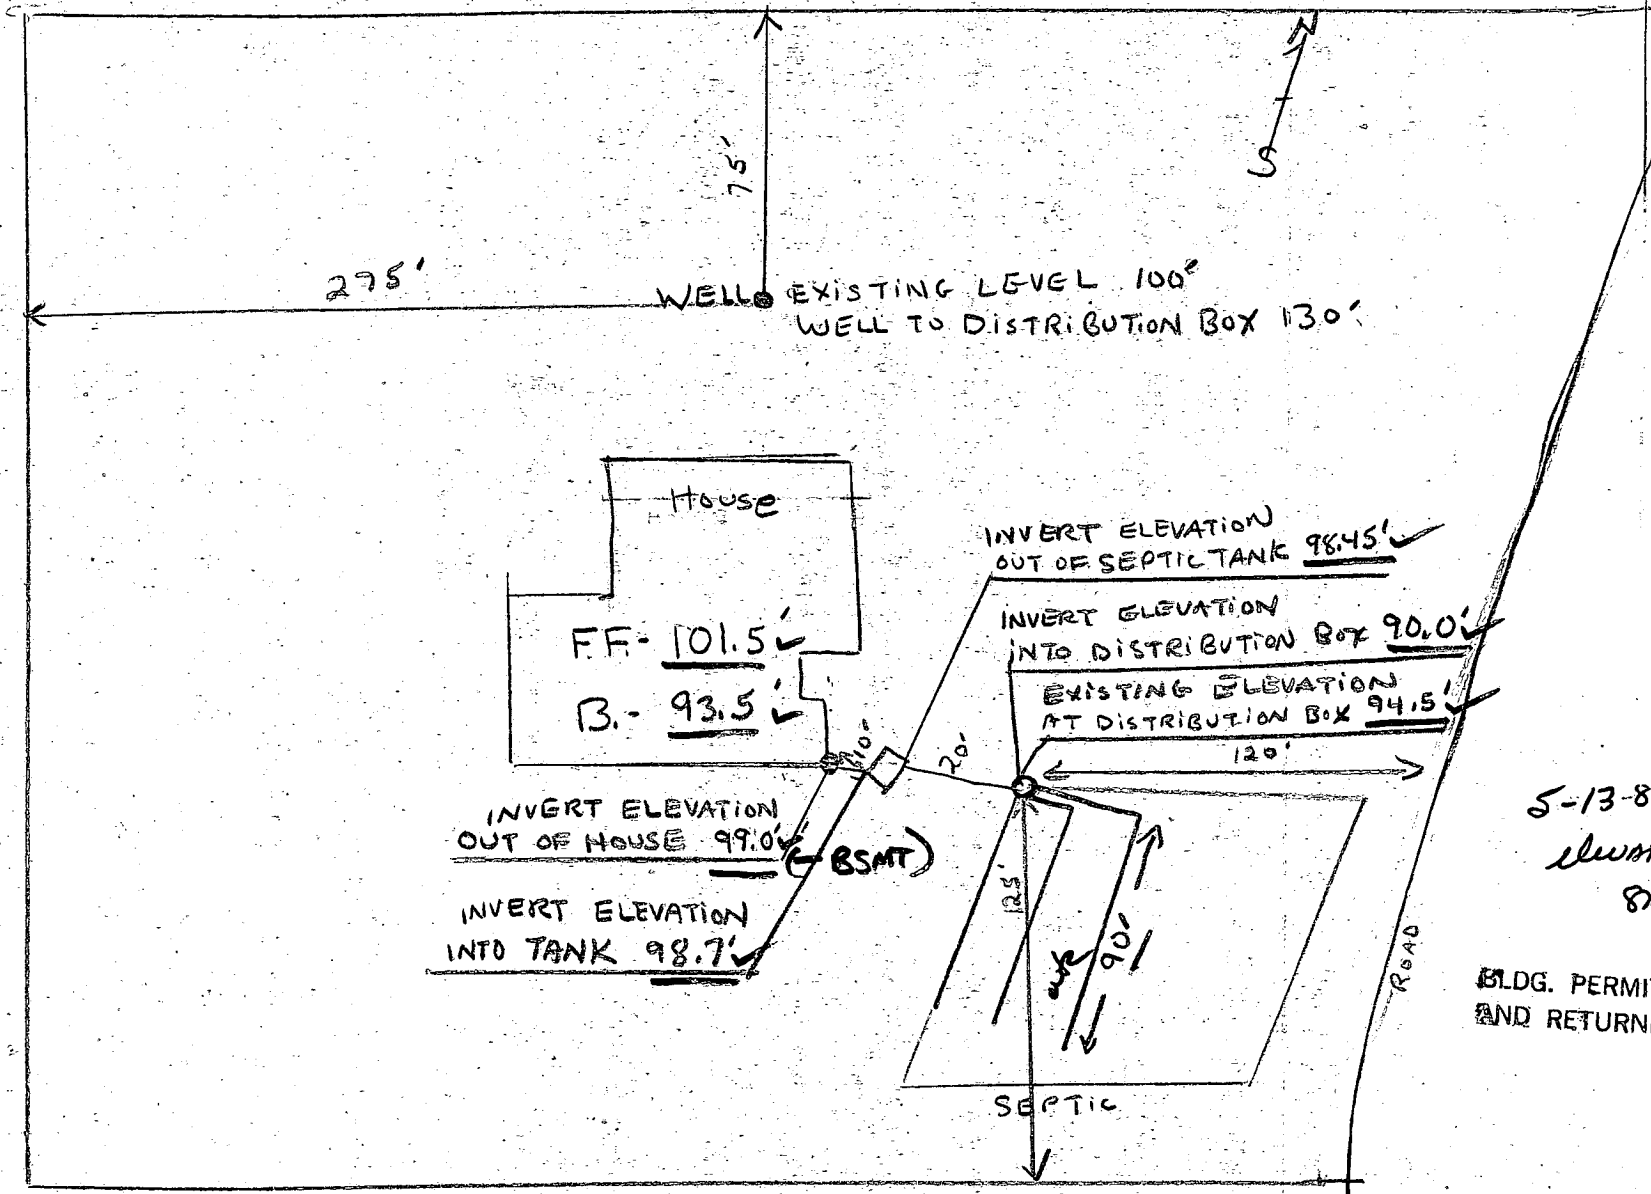 N
S
75'
275'
WELL EXISTING LEVEL 100'
WELL TO DISTRIBUTION BOX 130'
House
INVERT ELEVATION
OUT OF SEPTIC TANK 98.45'
INVERT ELEVATION
INTO DISTRIBUTION BOX 90.0'
EXISTING ELEVATION
AT DISTRIBUTION BOX 94.5'
F.F.- 101.5'
B.- 93.5'
10'
20'
120'
INVERT ELEVATION
OUT OF HOUSE 99.0'
(← BSMT)
INVERT ELEVATION
INTO TANK 98.7'
125'
90'
ROAD
SEPTIC
5-13-8
BLDG. PERMIT
AND RETURN